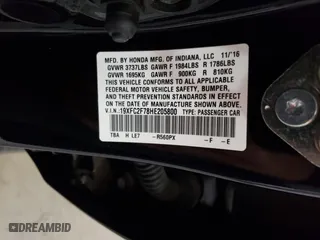 MFD. BY HONDA MFG. OF INDIANA, LLC 11/16
GVWR 3737LBS GAWR F 1984LBS R 1786LBS
GVWR 1695KG GAWR F 900KG R 810KG
THIS VEHICLE CONFORMS TO ALL APPLICABLE
FEDERAL MOTOR VEHICLE SAFETY, BUMPER,
AND THEFT PREVENTION STANDARDS IN EFFECT
ON THE DATE OF MANUFACTURE SHOWN ABOVE.
V.I.N.:19XFC2F78HE205800 TYPE: PASSENGER CAR
TBA H LE7 -R560PX -F -E
DREAMBID